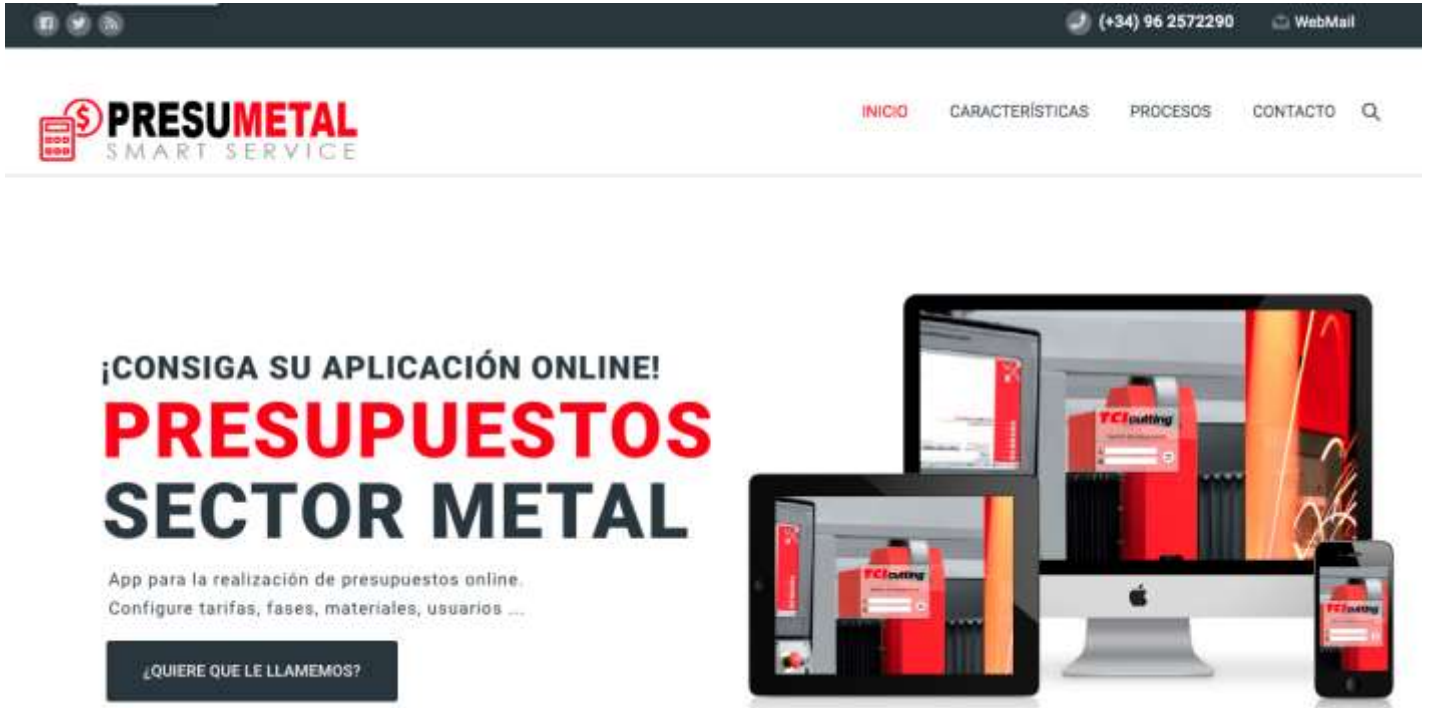 (+34) 96 2572290
WebMail
PRESUMETAL
SMART SERVICE
INICIO
CARACTERÍSTICAS
PROCESOS
CONTACTO
¡CONSIGA SU APLICACIÓN ONLINE!
PRESUPUESTOS
SECTOR METAL
App para la realización de presupuestos online.
Configure tarifas, fases, materiales, usuarios ...
¿QUIERE QUE LE LLAMEMOS?
TCI cutting
TCI cutting
TCI cutting